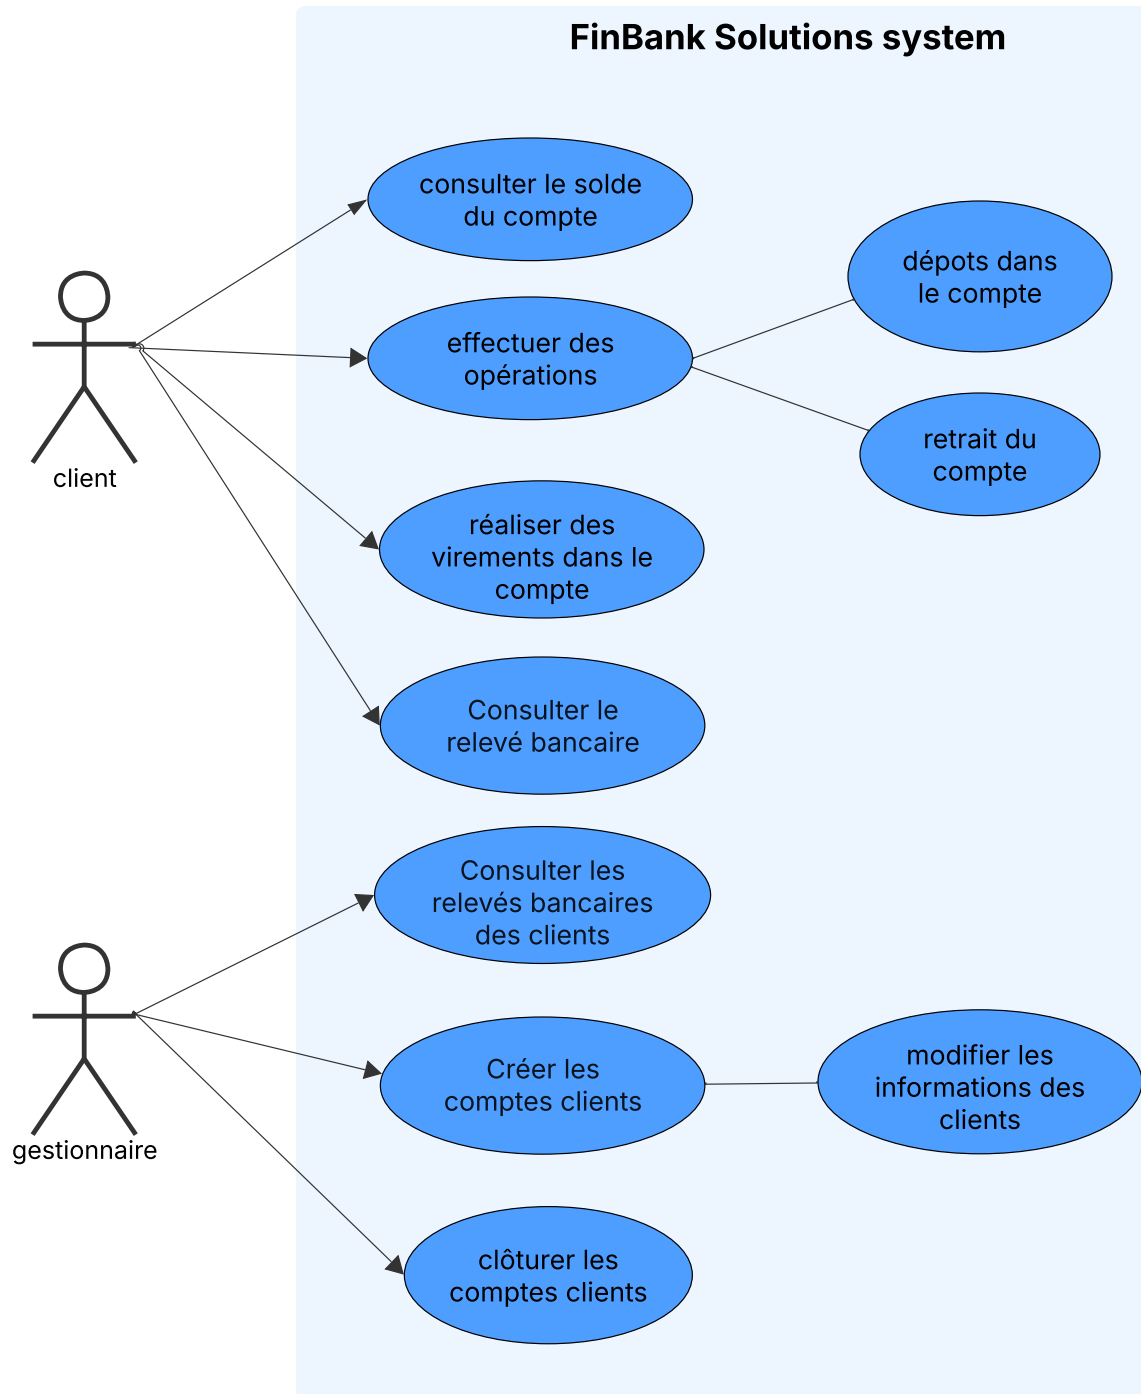 FinBank Solutions system
consulter le solde
du compte
dépots dans
le compte
effectuer des
opérations
retrait du
compte
client
réaliser des
virements dans le
compte
Consulter le
relevé bancaire
Consulter les
relevés bancaires
des clients
gestionnaire
Créer les
comptes clients
modifier les
informations des
clients
clôturer les
comptes clients